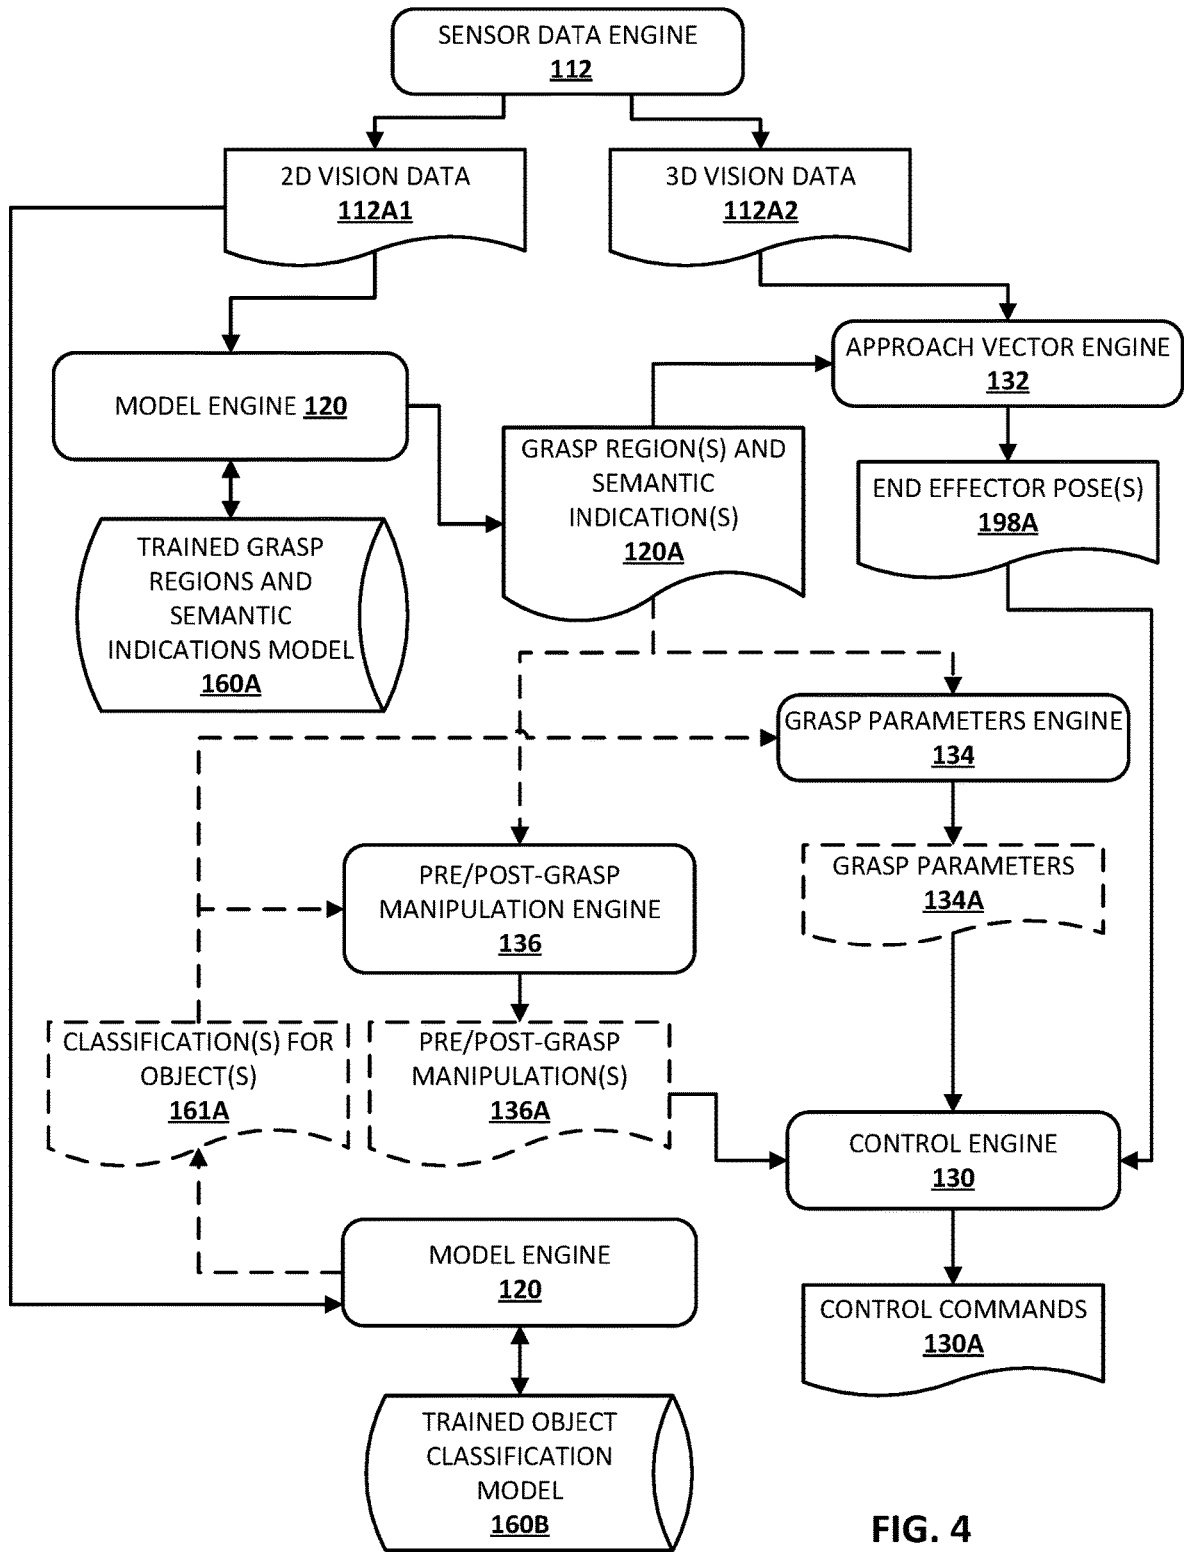 SENSOR DATA ENGINE
112
2D VISION DATA
112A1
3D VISION DATA
112A2
APPROACH VECTOR ENGINE
132
MODEL ENGINE 120
GRASP REGION(S) AND
SEMANTIC
INDICATION(S)
120A
END EFFECTOR POSE(S)
198A
TRAINED GRASP
REGIONS AND
SEMANTIC
INDICATIONS MODEL
160A
GRASP PARAMETERS ENGINE
134
PRE/POST-GRASP
MANIPULATION ENGINE
136
GRASP PARAMETERS
134A
CLASSIFICATION(S) FOR
OBJECT(S)
161A
PRE/POST-GRASP
MANIPULATION(S)
136A
CONTROL ENGINE
130
MODEL ENGINE
120
CONTROL COMMANDS
130A
TRAINED OBJECT
CLASSIFICATION
MODEL
160B
FIG. 4